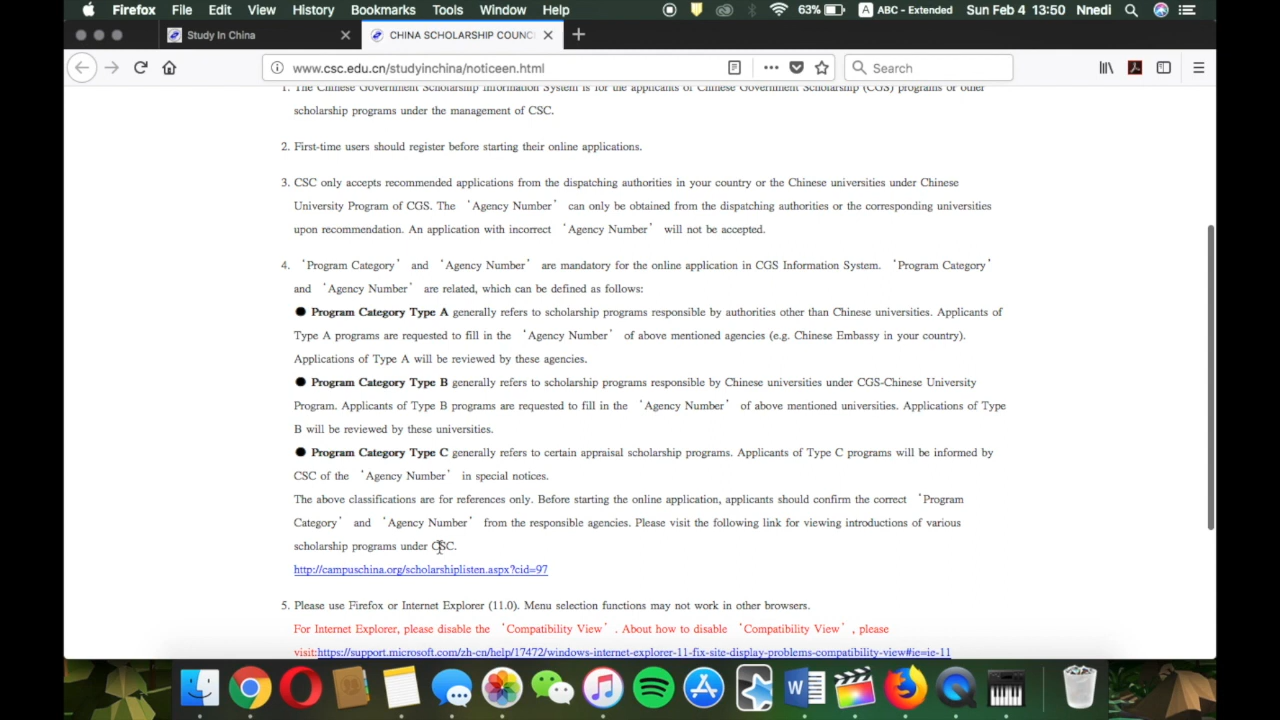 Firefox File Edit View History Bookmarks Tools Window Help 63% A ABC - Extended Sun Feb 4 13:50 Nnedi
Study In China CHINA SCHOLARSHIP COUNC
www.csc.edu.cn/studyinchina/noticeen.html Search
1. The Chinese Government Scholarship Information System is for the applicants of Chinese Government Scholarship (CGS) programs or other
scholarship programs under the management of CSC.
2. First-time users should register before starting their online applications.
3. CSC only accepts recommended applications from the dispatching authorities in your country or the Chinese universities under Chinese
University Program of CGS. The ‘Agency Number’ can only be obtained from the dispatching authorities or the corresponding universities
upon recommendation. An application with incorrect ‘Agency Number’ will not be accepted.
4. ‘Program Category’ and ‘Agency Number’ are mandatory for the online application in CGS Information System. ‘Program Category’
and ‘Agency Number’ are related, which can be defined as follows:
● Program Category Type A generally refers to scholarship programs responsible by authorities other than Chinese universities. Applicants of
Type A programs are requested to fill in the ‘Agency Number’ of above mentioned agencies (e.g. Chinese Embassy in your country).
Applications of Type A will be reviewed by these agencies.
● Program Category Type B generally refers to scholarship programs responsible by Chinese universities under CGS-Chinese University
Program. Applicants of Type B programs are requested to fill in the ‘Agency Number’ of above mentioned universities. Applications of Type
B will be reviewed by these universities.
● Program Category Type C generally refers to certain appraisal scholarship programs. Applicants of Type C programs will be informed by
CSC of the ‘Agency Number’ in special notices.
The above classifications are for references only. Before starting the online application, applicants should confirm the correct ‘Program
Category’ and ‘Agency Number’ from the responsible agencies. Please visit the following link for viewing introductions of various
scholarship programs under CSC.
http://campuschina.org/scholarshiplisten.aspx?cid=97
5. Please use Firefox or Internet Explorer (11.0). Menu selection functions may not work in other browsers.
For Internet Explorer, please disable the ‘Compatibility View’. About how to disable ‘Compatibility View’, please
visit:https://support.microsoft.com/zh-cn/help/17472/windows-internet-explorer-11-fix-site-display-problems-compatibility-view#ie=ie-11